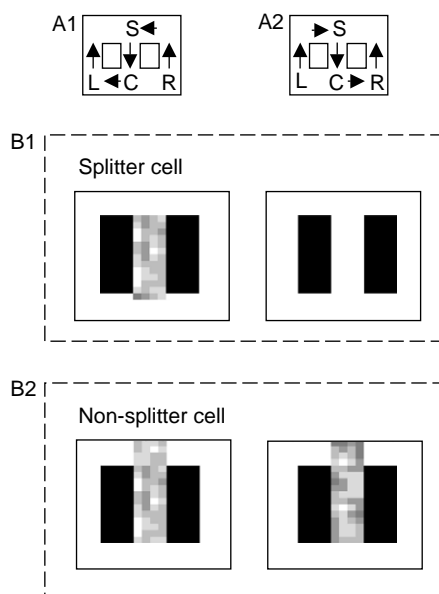 A1 A2
S S
L C R L C R
B1
Splitter cell
B2
Non-splitter cell